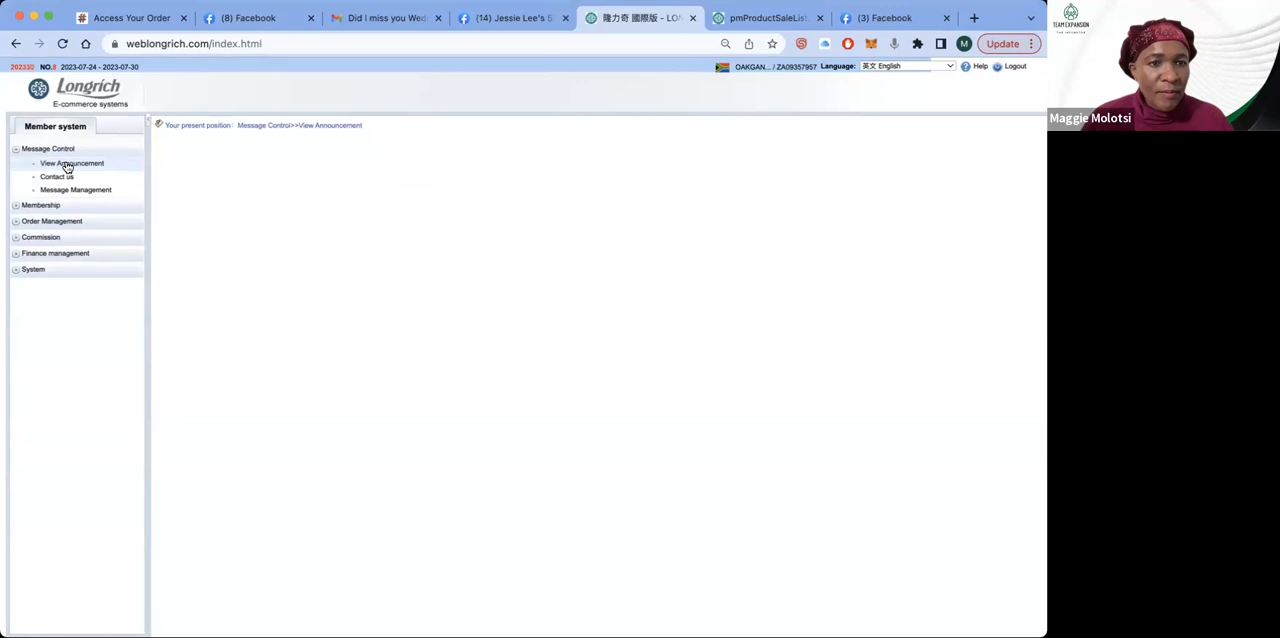 Access Your Order
(8) Facebook
Did I miss you Wed
(14) Jessie Lee's S
隆力奇 國際版 - LON
pmProductSaleList
(3) Facebook
weblongrich.com/index.html
M
Update
202330 NO.8 2023-07-24 - 2023-07-30
OAKGAN... / ZA09357957 Language: 英文 English Help Logout
Longrich
E-commerce systems
Member system
Your present position: Message Control>>View Announcement
Message Control
View Announcement
Contact us
Message Management
Membership
Order Management
Commission
Finance management
System
TEAM EXPANSION
THE INCUBATOR
Maggie Molotsi